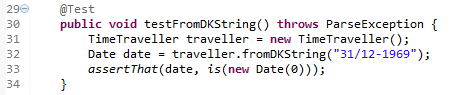 29 @Test
30 public void testFromDKString() throws ParseException {
31 TimeTraveller traveller = new TimeTraveller();
32 Date date = traveller.fromDKString("31/12-1969");
33 assertThat(date, is(new Date(0)));
34 }